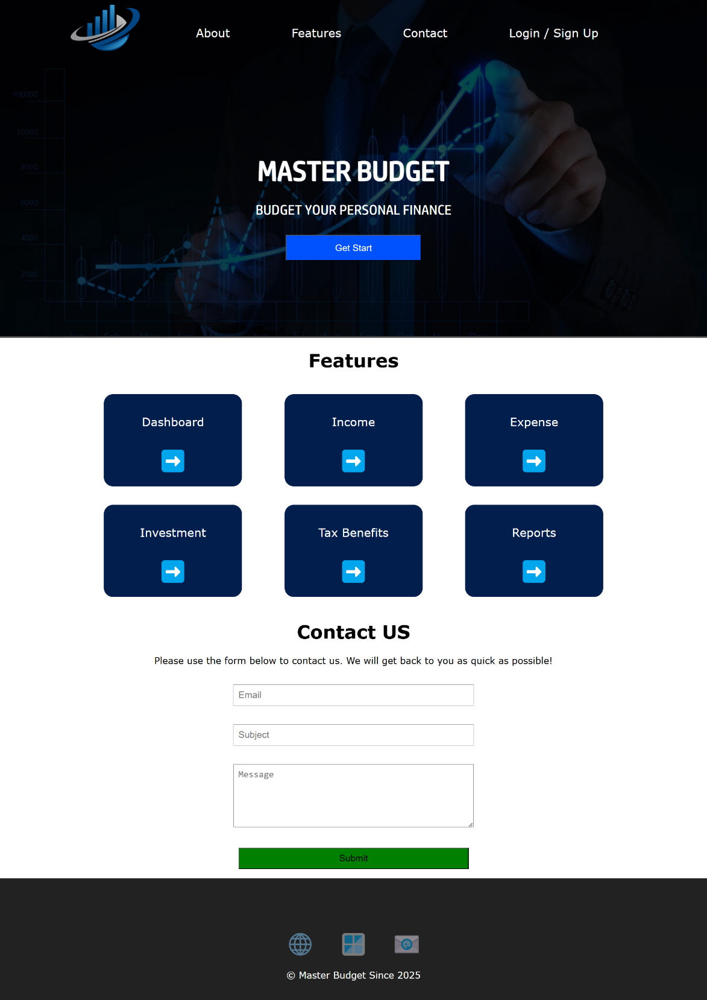 About Features Contact Login / Sign Up
100000
10000
8000
6000
4000
2000
MASTER BUDGET
BUDGET YOUR PERSONAL FINANCE
Get Start
Features
Dashboard Income Expense
Investment Tax Benefits Reports
Contact US
Please use the form below to contact us. We will get back to you as quick as possible!
Email
Subject
Message
Submit
© Master Budget Since 2025